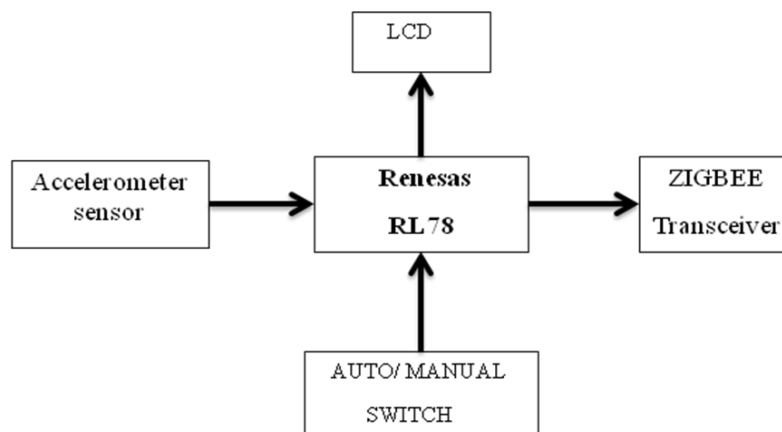 LCD
Accelerometer
sensor
Renesas
RL78
ZIGBEE
Transceiver
AUTO/ MANUAL
SWITCH